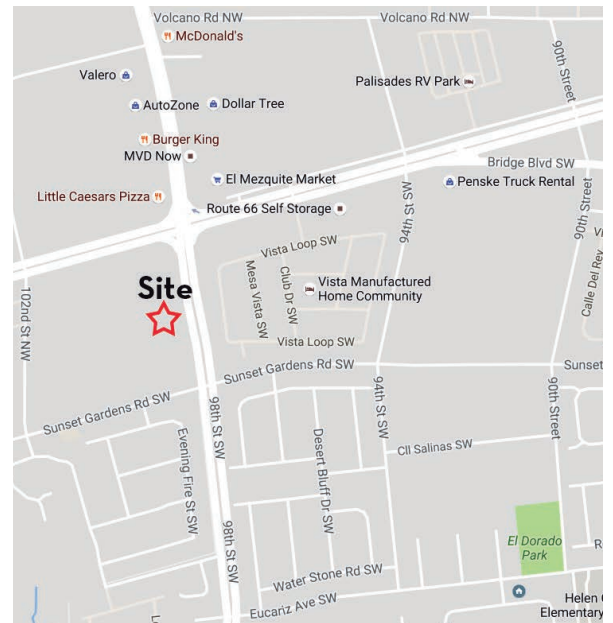 Volcano Rd NW
Volcano Rd NW
McDonald's
90th Street
Valero
Palisades RV Park
AutoZone
Dollar Tree
Burger King
MVD Now
Bridge Blvd SW
El Mezquite Market
Penske Truck Rental
Little Caesars Pizza
94th St SW
90th Street
Route 66 Self Storage
Vista Loop SW
Site
Mesa Vista SW
Club Dr SW
Vista Manufactured
Home Community
Calle Del Rey
102nd St NW
Vista Loop SW
Sunset Gardens Rd SW
Sunset
Sunset Gardens Rd SW
98th St SW
94th St SW
90th Street
Evening Fire St SW
Desert Bluff Dr SW
Cll Salinas SW
98th St SW
El Dorado
Park
Water Stone Rd SW
Eucariz Ave SW
Helen
Elementary